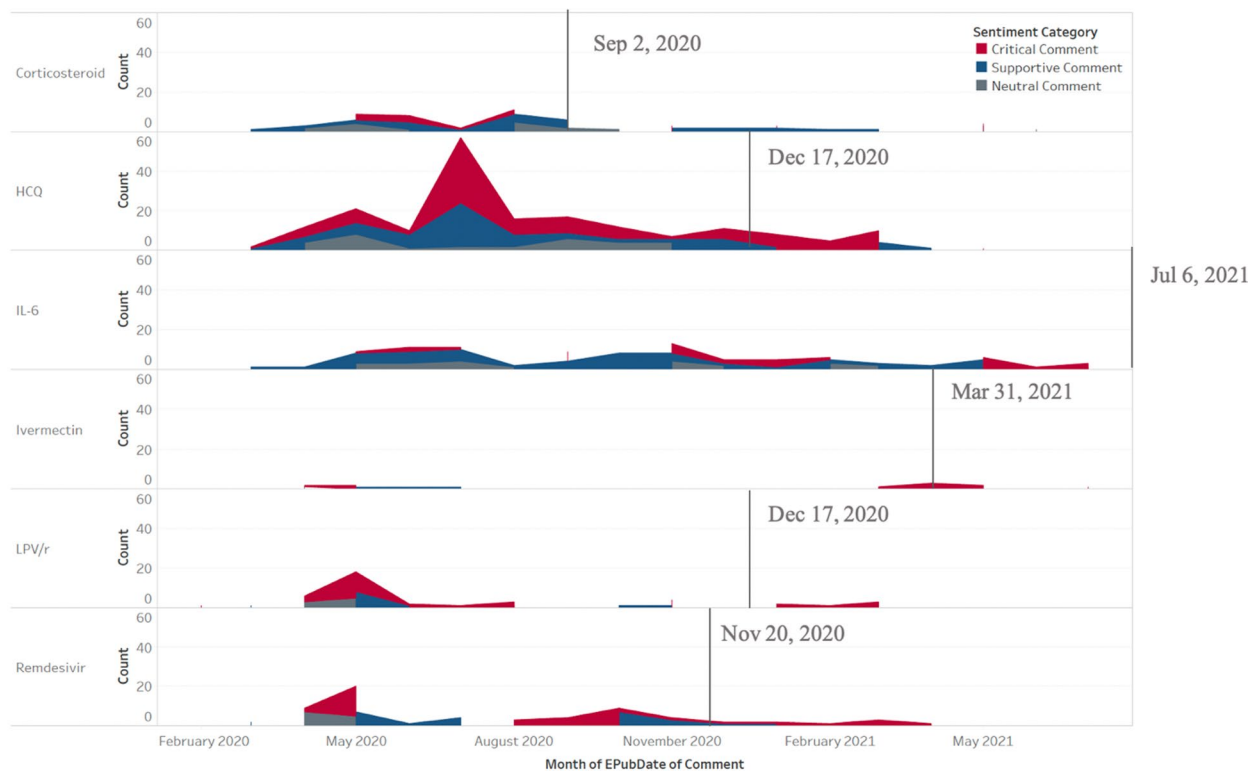 Sentiment Category
Critical Comment
Supportive Comment
Neutral Comment
Corticosteroid
Count
60
40
20
0
Sep 2, 2020
HCQ
Count
60
40
20
0
Dec 17, 2020
IL-6
Count
60
40
20
0
Jul 6, 2021
Ivermectin
Count
60
40
20
0
Mar 31, 2021
LPV/r
Count
60
40
20
0
Dec 17, 2020
Remdesivir
Count
60
40
20
0
Nov 20, 2020
February 2020
May 2020
August 2020
November 2020
February 2021
May 2021
Month of EPubDate of Comment